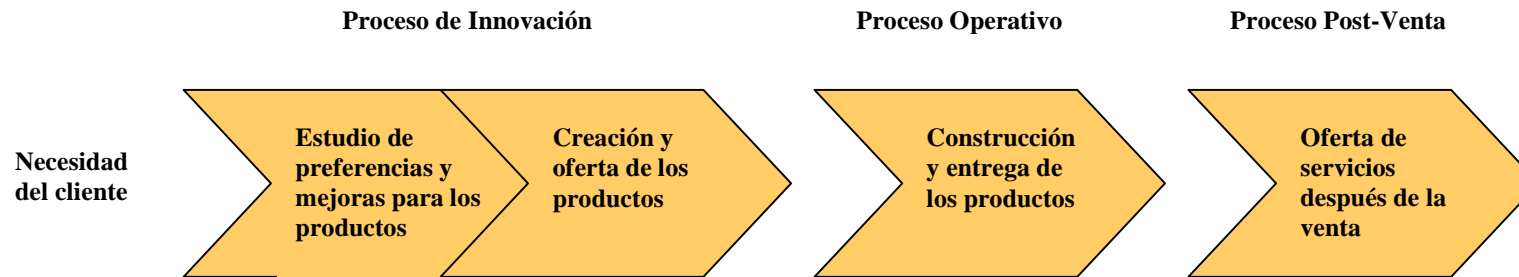 Proceso de Innovación
Proceso Operativo
Proceso Post-Venta
Necesidad
del cliente
Estudio de
preferencias y
mejoras para los
productos
Creación y
oferta de los
productos
Construcción
y entrega de
los productos
Oferta de
servicios
después de la
venta